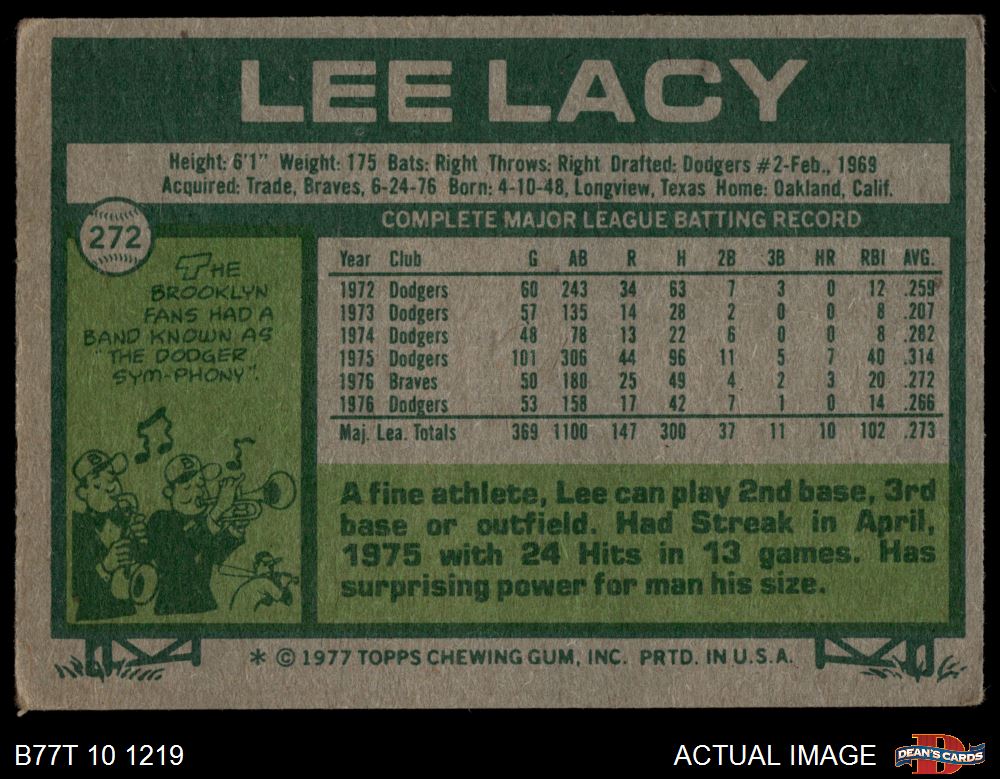 LEE LACY
Height: 6'1" Weight: 175 Bats: Right Throws: Right Drafted: Dodgers #2-Feb., 1969
Acquired: Trade, Braves, 6-24-76 Born: 4-10-48, Longview, Texas Home: Oakland, Calif.
272
THE
BROOKLYN
FANS HAD A
BAND KNOWN AS
"THE DODGER
SYM-PHONY".
COMPLETE MAJOR LEAGUE BATTING RECORD
Year Club G AB R H 2B 3B HR RBI AVG.
1972 Dodgers 60 243 34 63 7 3 0 12 .259
1973 Dodgers 57 135 14 28 2 0 0 8 .207
1974 Dodgers 48 78 13 22 6 0 0 8 .282
1975 Dodgers 101 306 44 96 11 5 7 40 .314
1976 Braves 50 180 25 49 4 2 3 20 .272
1976 Dodgers 53 158 17 42 7 1 0 14 .266
Maj. Lea. Totals 369 1100 147 300 37 11 10 102 .273
A fine athlete, Lee can play 2nd base, 3rd
base or outfield. Had Streak in April,
1975 with 24 Hits in 13 games. Has
surprising power for man his size.
* © 1977 TOPPS CHEWING GUM, INC. PRTD. IN U.S.A.
B77T 10 1219
ACTUAL IMAGE
DEAN'S CARDS